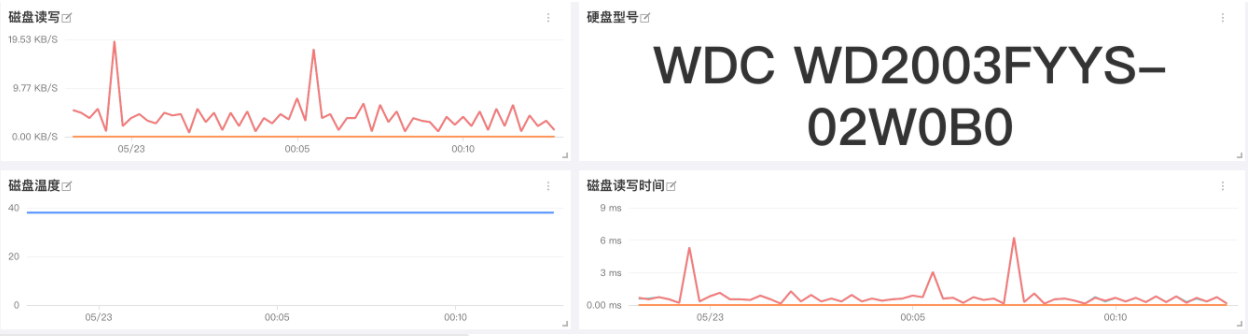 磁盘读写
19.53 KB/S
9.77 KB/S
0.00 KB/S
05/23 00:05 00:10
硬盘型号
WDC WD2003FYYS-
02W0B0
磁盘温度
40
20
0
05/23 00:05 00:10
磁盘读写时间
9 ms
6 ms
3 ms
0.00 ms
05/23 00:05 00:10